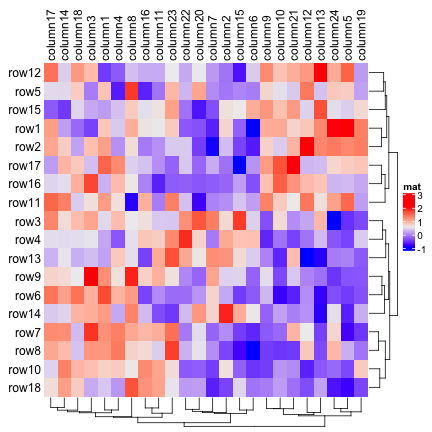 column17
column14
column18
column3
column1
column4
column8
column16
column11
column23
column22
column20
column7
column2
column15
column6
column9
column10
column21
column12
column13
column24
column5
column19
row12
row5
row15
row1
row2
row17
row16
row11
row3
row4
row13
row9
row6
row14
row7
row8
row10
row18
mat
3
2
1
0
-1